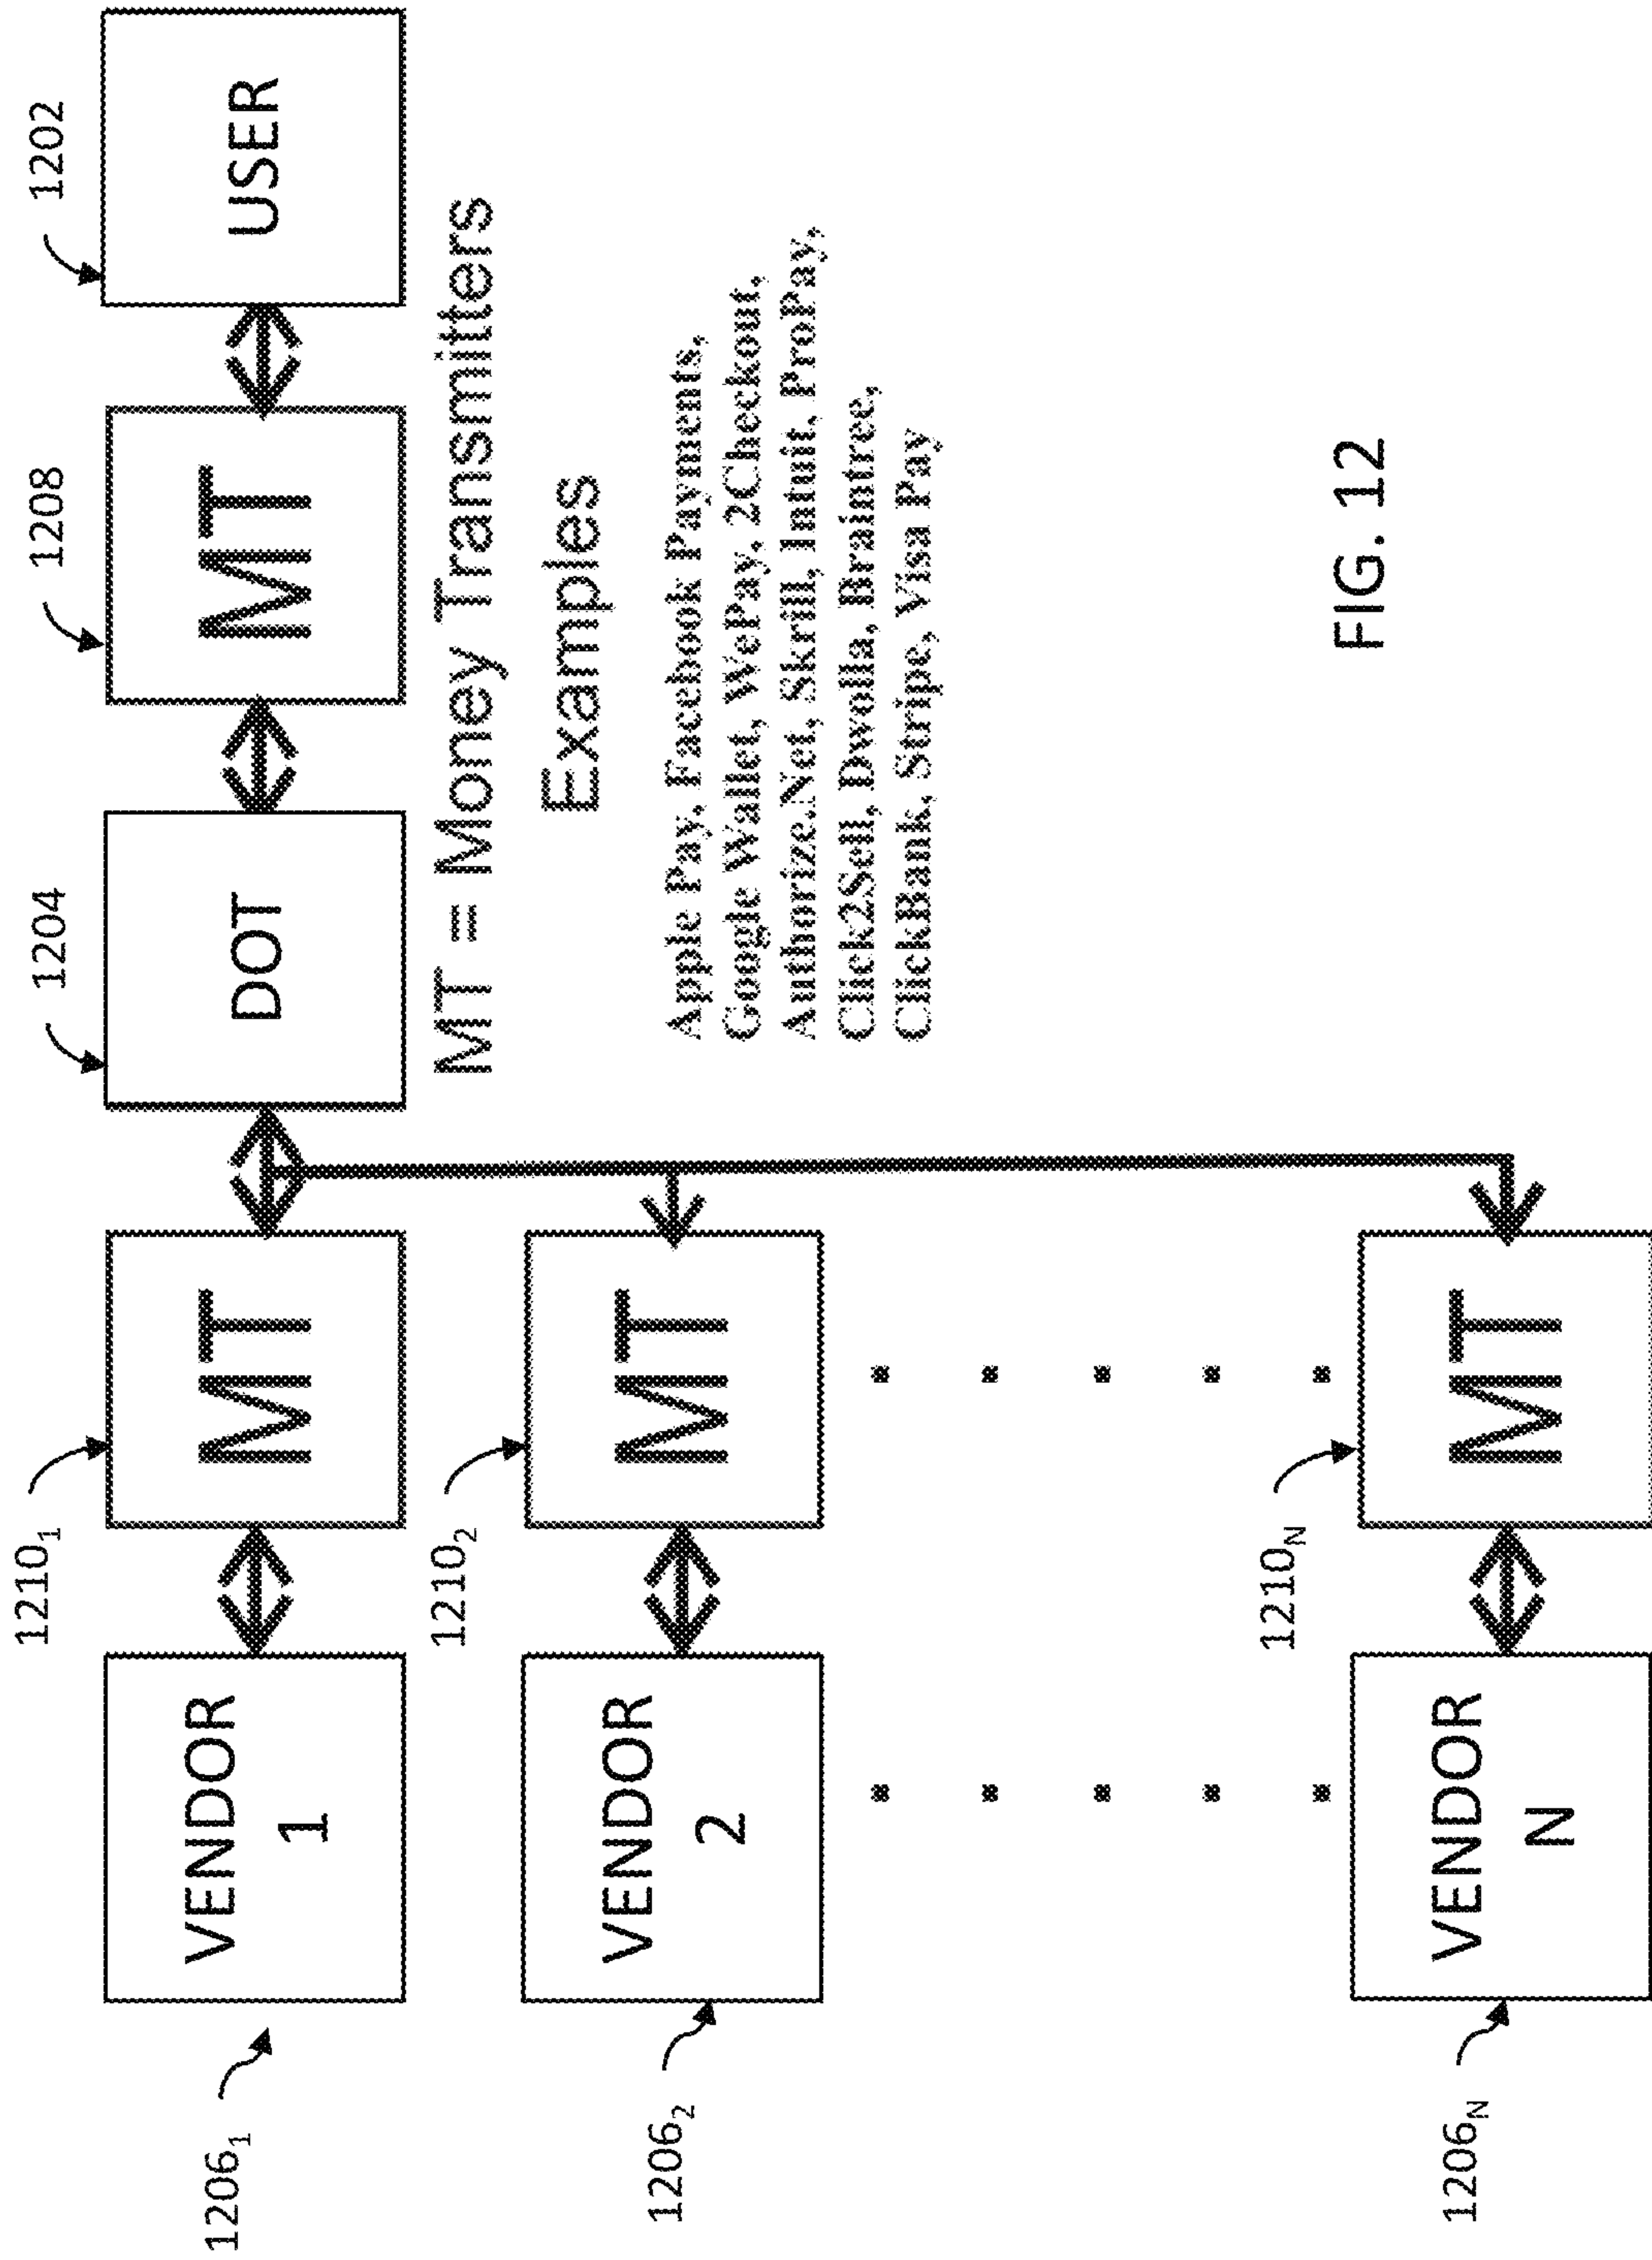 1206₁
VENDOR
1
1210₁
MT
1204
DOT
1208
MT
1202
USER
1206₂
VENDOR
2
1210₂
MT
MT = Money Transmitters
Examples
Apple Pay, Facebook Payments,
Google Wallet, WePay, 2Checkout,
Authorize.Net, Skrill, Intuit, ProPay,
Click2Sell, Dwolla, Braintree,
ClickBank, Stripe, Visa Pay
1206N
VENDOR
N
1210N
MT
FIG. 12